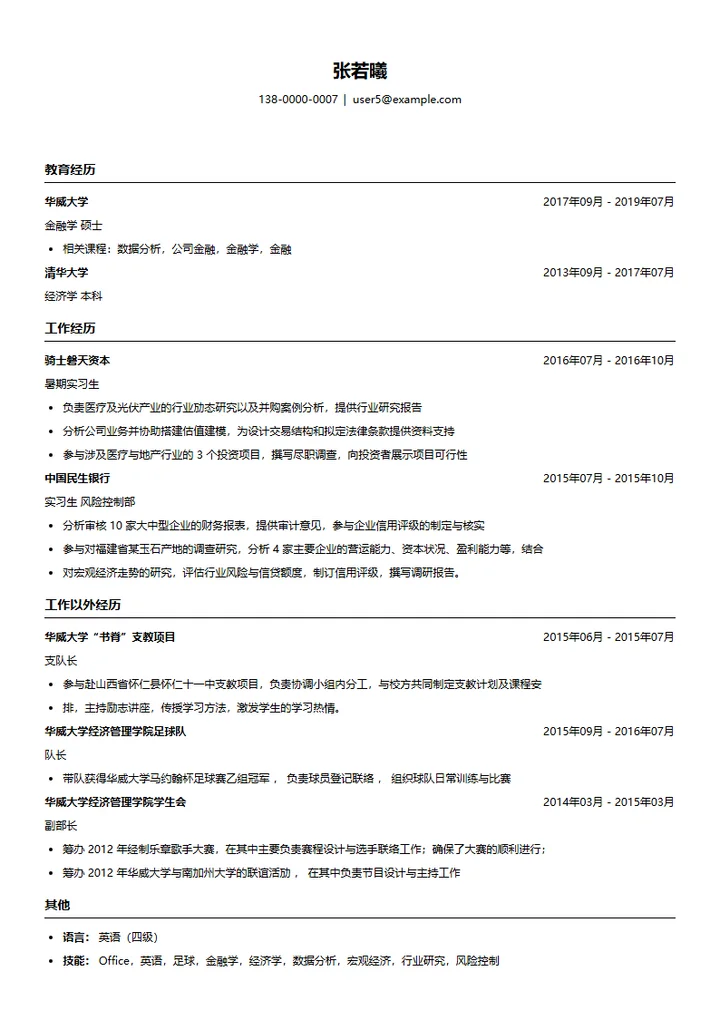 张若曦
138-0000-0007 | user5@example.com
教育经历
华威大学 2017年09月 - 2019年07月
金融学 硕士
• 相关课程：数据分析，公司金融，金融学，金融
清华大学 2013年09月 - 2017年07月
经济学 本科
工作经历
骑士磐天资本 2016年07月 - 2016年10月
暑期实习生
• 负责医疗及光伏产业的行业动态研究以及并购案例分析，提供行业研究报告
• 分析公司业务并协助搭建估值建模，为设计交易结构和拟定法律条款提供资料支持
• 参与涉及医疗与地产行业的 3 个投资项目，撰写尽职调查，向投资者展示项目可行性
中国民生银行 2015年07月 - 2015年10月
实习生 风险控制部
• 分析审核 10 家大中型企业的财务报表，提供审计意见，参与企业信用评级的制定与核实
• 参与对福建省某玉石产地的调查研究，分析 4 家主要企业的营运能力、资本状况、盈利能力等，结合
• 对宏观经济走势的研究，评估行业风险与信贷额度，制订信用评级，撰写调研报告。
工作以外经历
华威大学“书脊”支教项目 2015年06月 - 2015年07月
支队长
• 参与赴山西省怀仁县怀仁十一中支教项目，负责协调小组内分工，与校方共同制定支教计划及课程安
• 排，主持励志讲座，传授学习方法，激发学生的学习热情。
华威大学经济管理学院足球队 2015年09月 - 2016年07月
队长
• 带队获得华威大学马约翰杯足球赛乙组冠军 ， 负责球员登记联络 ， 组织球队日常训练与比赛
华威大学经济管理学院学生会 2014年03月 - 2015年03月
副部长
• 筹办 2012 年经制乐章歌手大赛，在其中主要负责赛程设计与选手联络工作；确保了大赛的顺利进行；
• 筹办 2012 年华威大学与南加州大学的联谊活动 ， 在其中负责节目设计与主持工作
其他
• 语言： 英语（四级）
• 技能： Office，英语，足球，金融学，经济学，数据分析，宏观经济，行业研究，风险控制